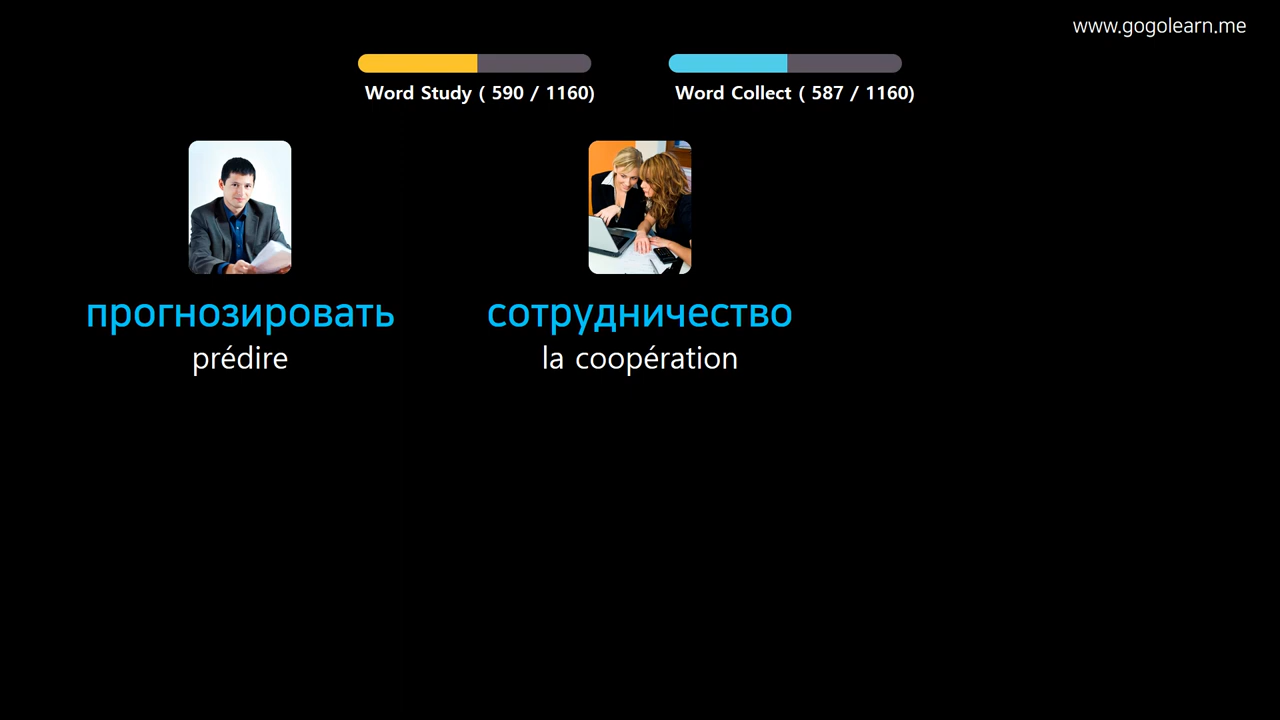 www.gogolearn.me
Word Study ( 590 / 1160)
Word Collect ( 587 / 1160)
прогнозировать
prédire
сотрудничество
la coopération